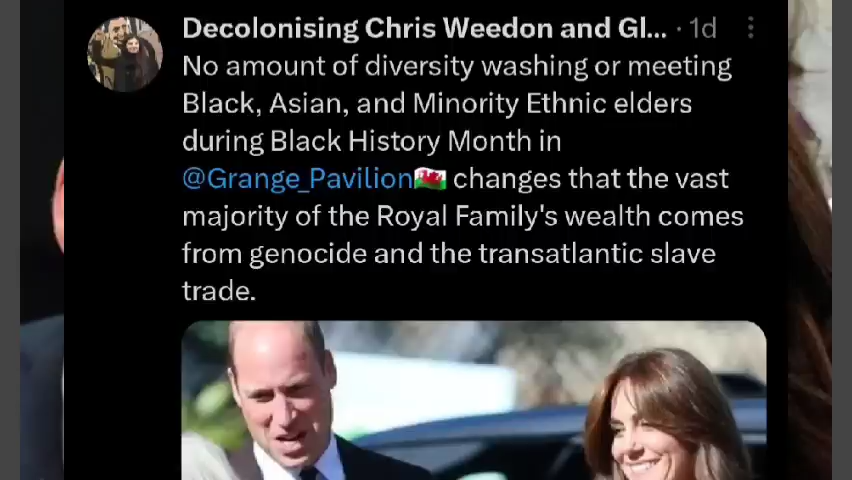 Decolonising Chris Weedon and Gl... · 1d
No amount of diversity washing or meeting
Black, Asian, and Minority Ethnic elders
during Black History Month in
@Grange_Pavilion🏴󠁧󠁢󠁷󠁬󠁳󠁿 changes that the vast
majority of the Royal Family's wealth comes
from genocide and the transatlantic slave
trade.